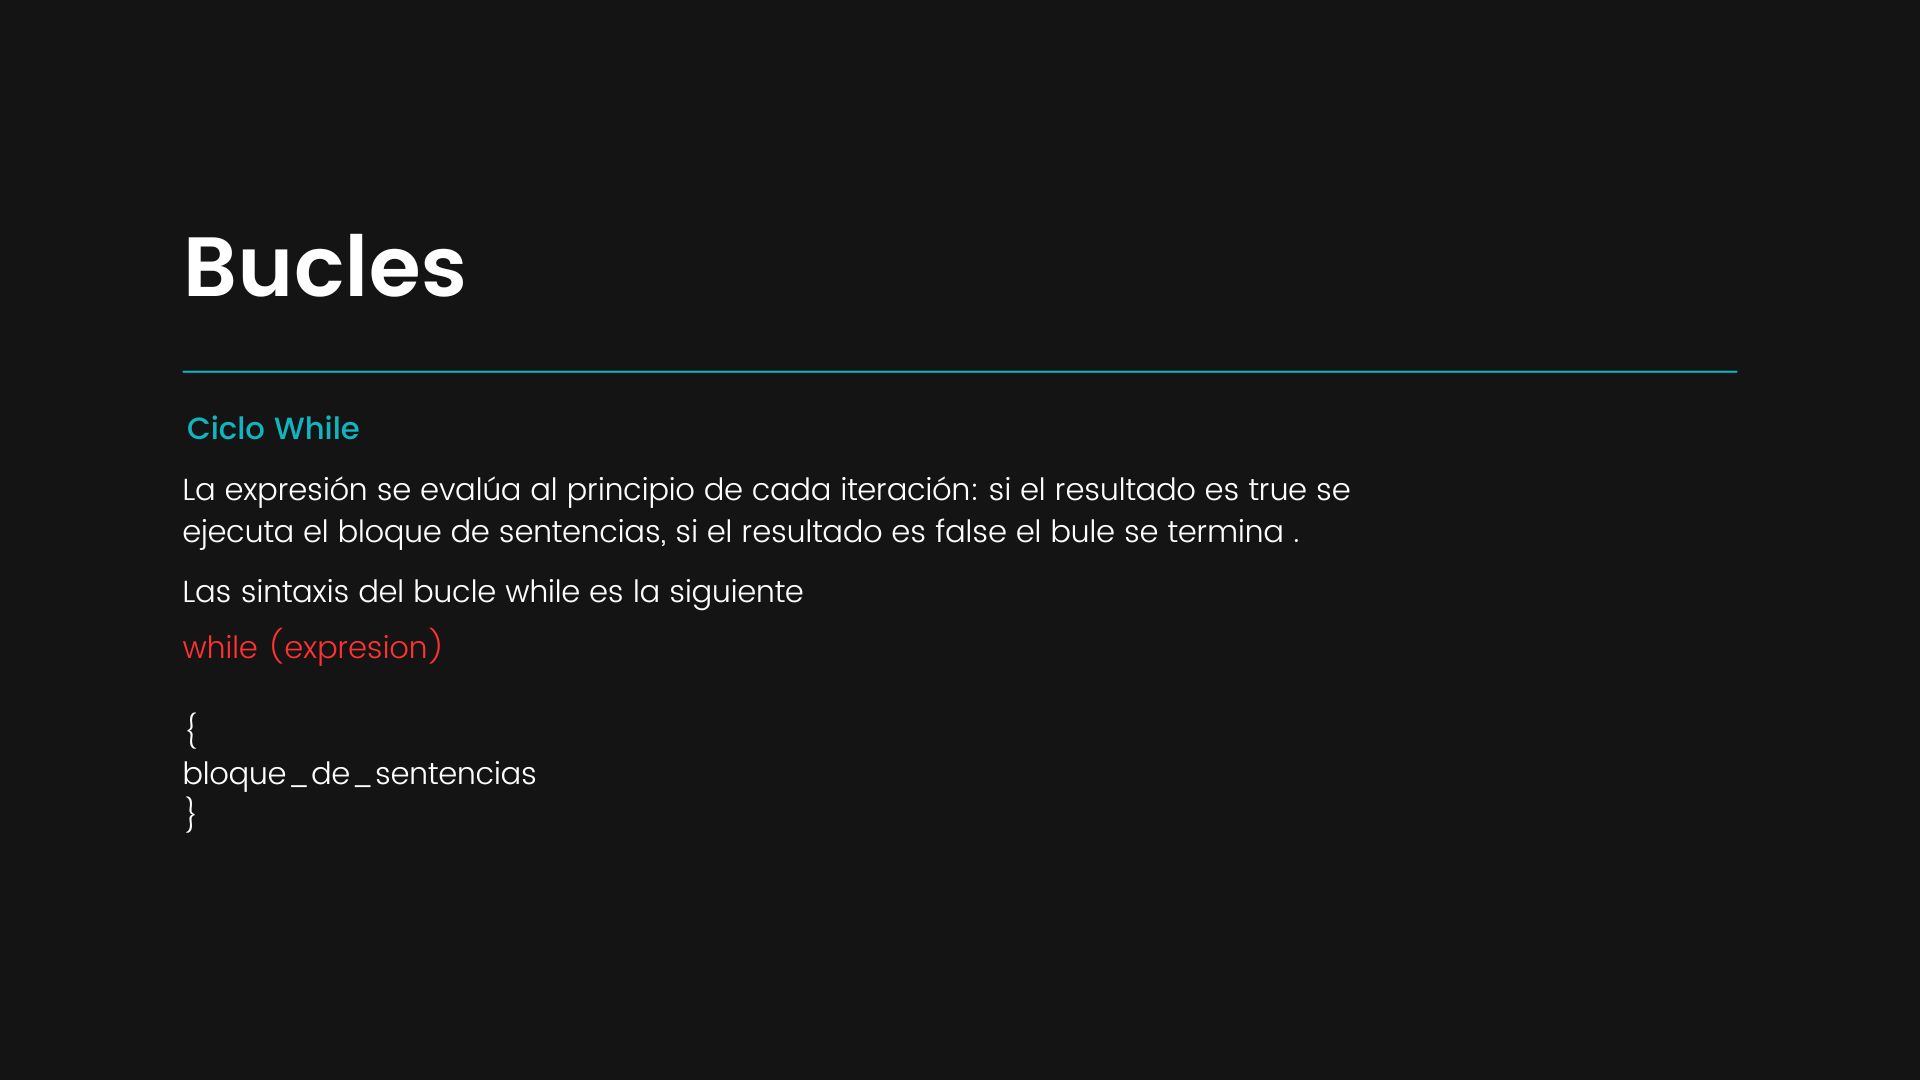 Bucles
Ciclo While
La expresión se evalúa al principio de cada iteración: si el resultado es true se
ejecuta el bloque de sentencias, si el resultado es false el bule se termina .
Las sintaxis del bucle while es la siguiente
while (expresion)
{
bloque_de_sentencias
}